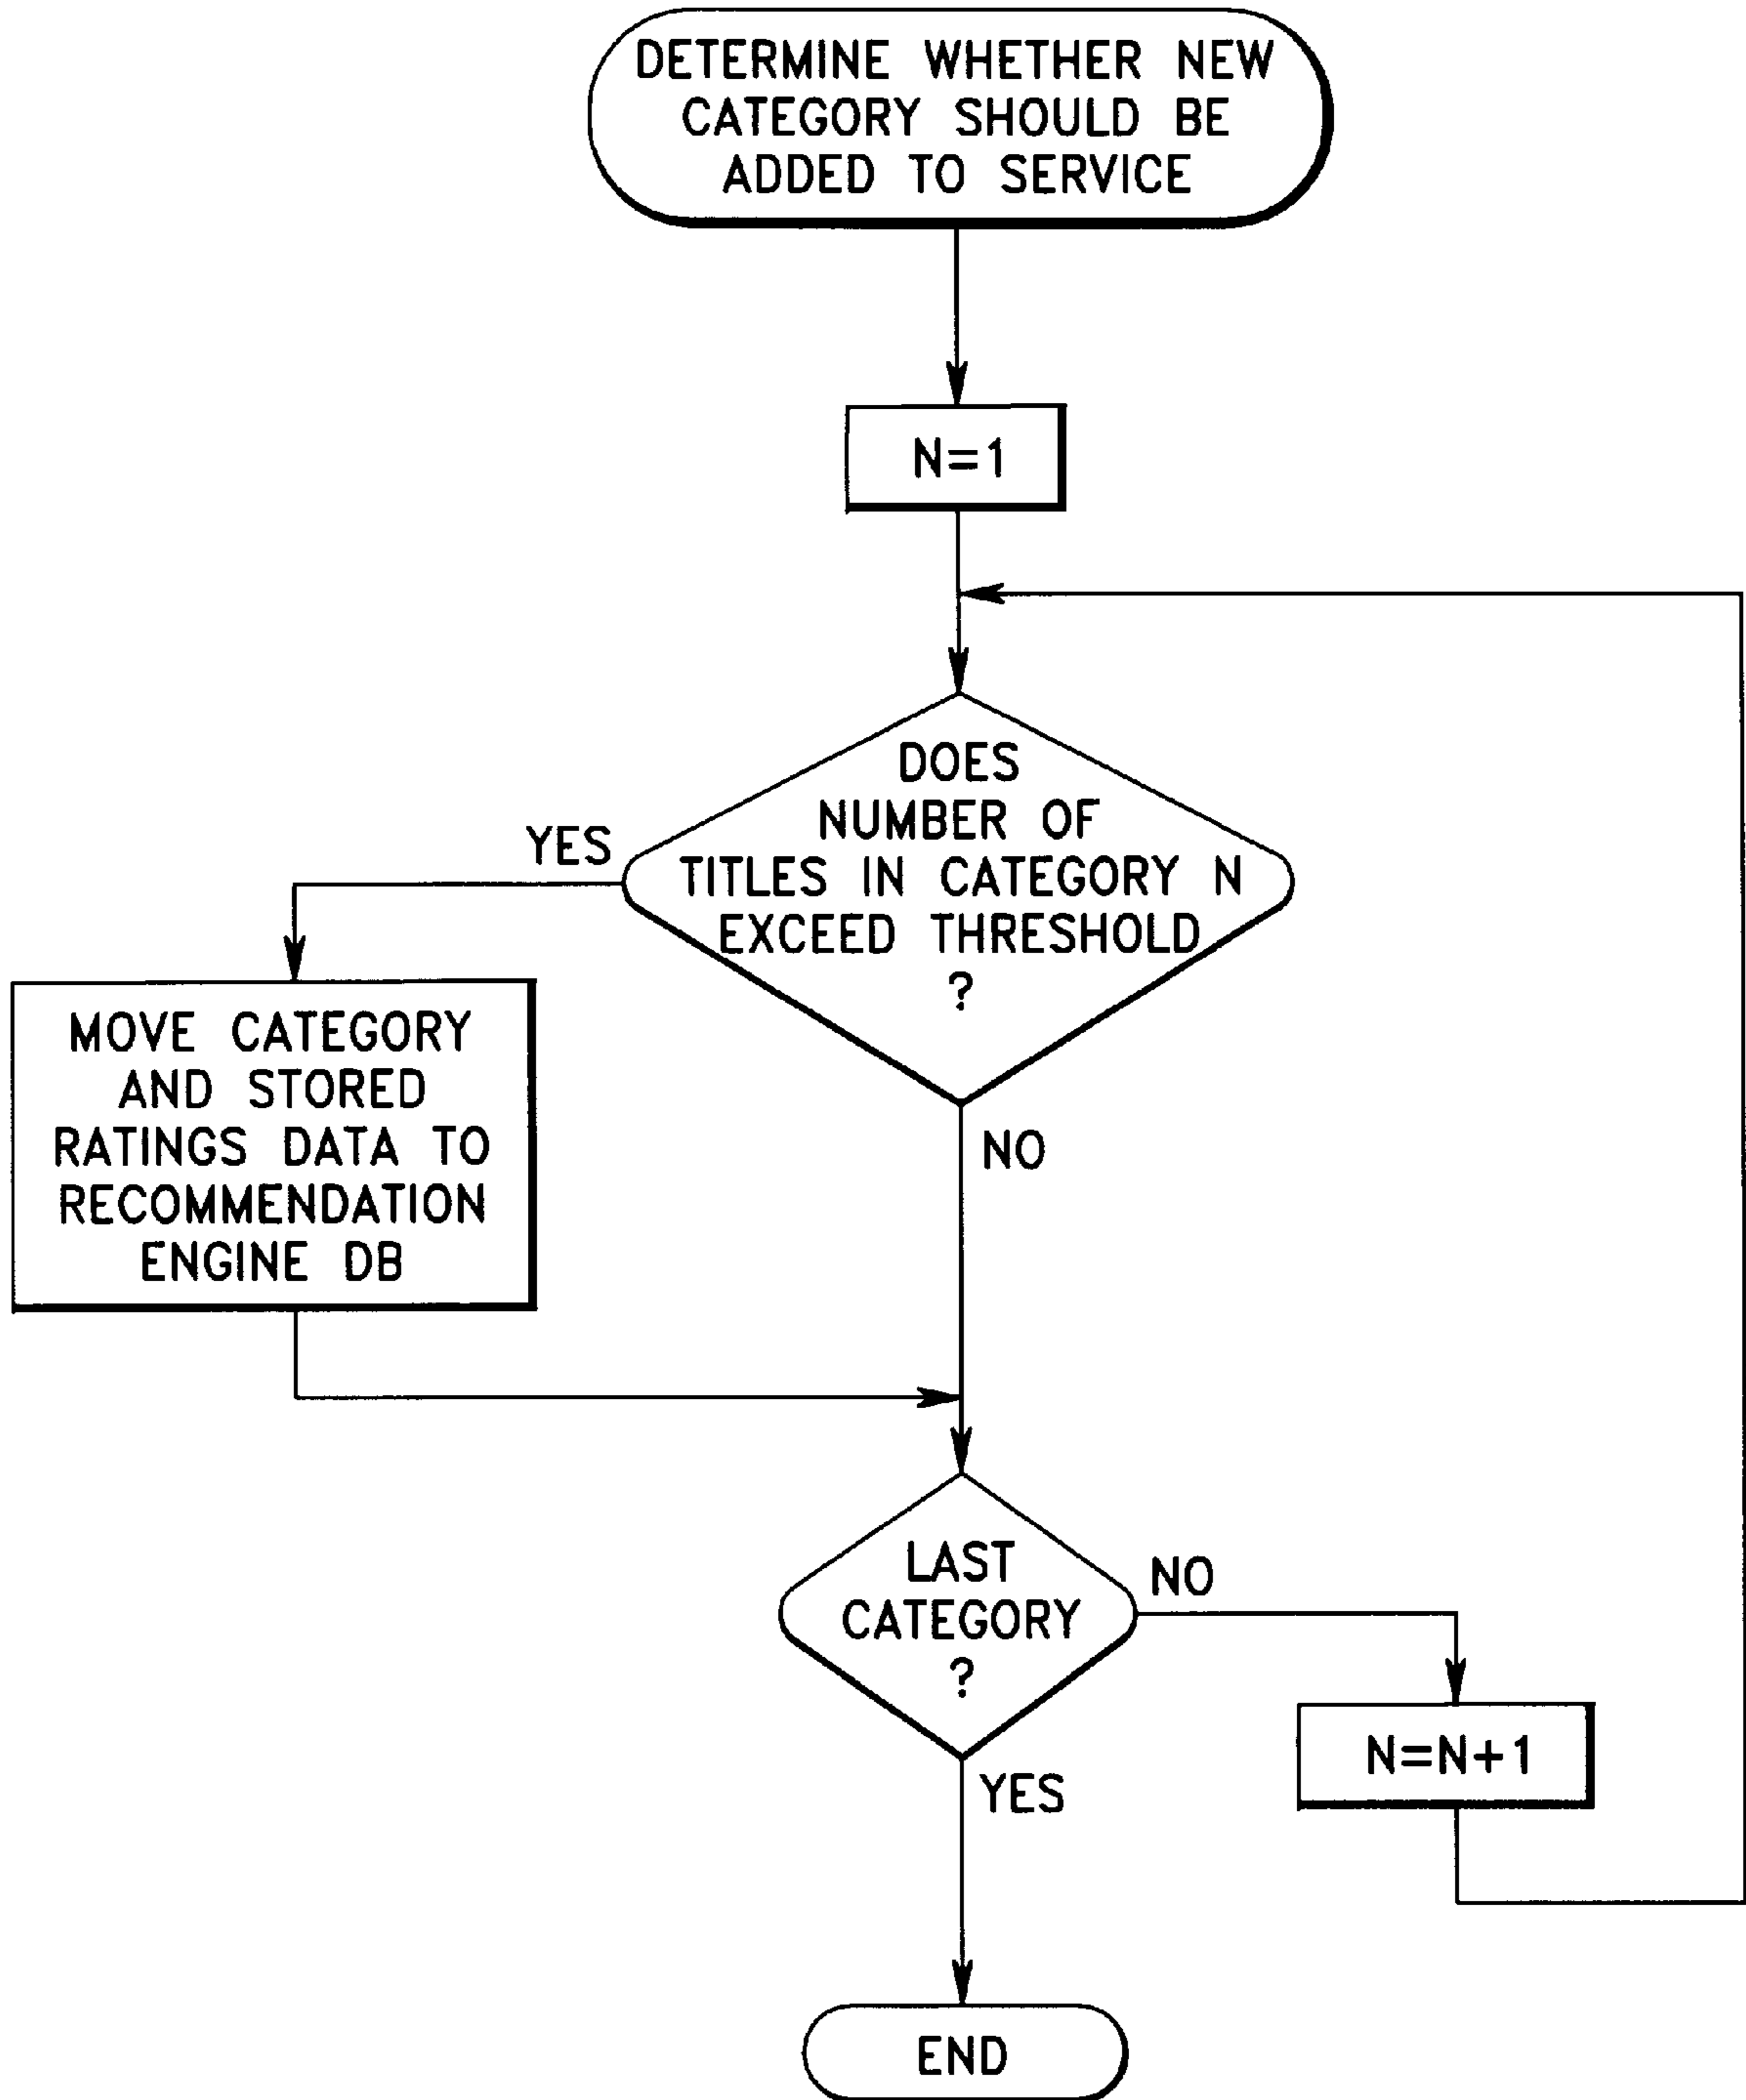 DETERMINE WHETHER NEW
CATEGORY SHOULD BE
ADDED TO SERVICE
N=1
DOES
NUMBER OF
TITLES IN CATEGORY N
EXCEED THRESHOLD
?
YES
MOVE CATEGORY
AND STORED
RATINGS DATA TO
RECOMMENDATION
ENGINE DB
NO
LAST
CATEGORY
?
NO
N=N+1
YES
END